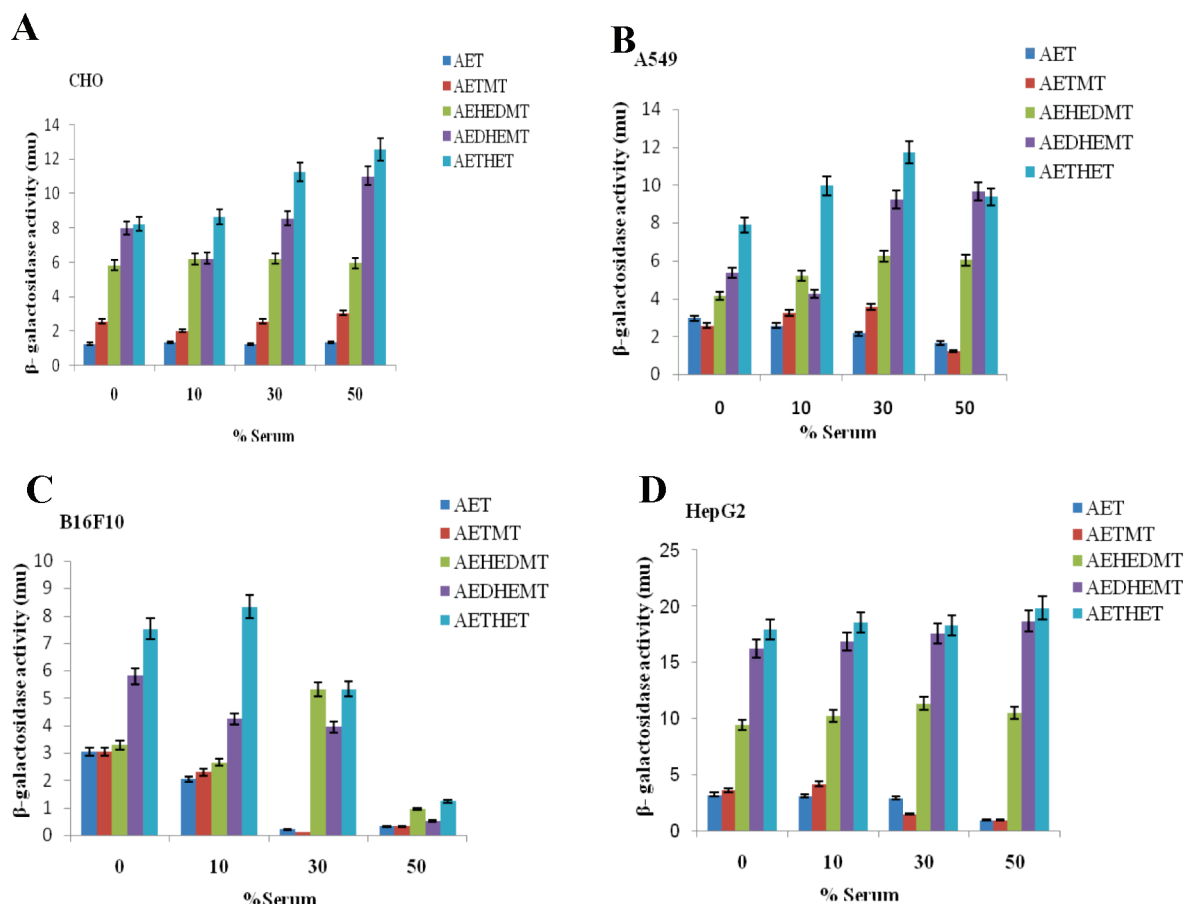 A
CHO
AET
AETMT
AEHEDMT
AEDHEMT
AETHET
β- galactosidase activity (mu)
14
12
10
8
6
4
2
0
0 10 30 50
% Serum
B
A549
AET
AETMT
AEHEDMT
AEDHEMT
AETHET
β-galactosidase activity (mu)
14
12
10
8
6
4
2
0
0 10 30 50
% Serum
C
B16F10
AET
AETMT
AEHEDMT
AEDHEMT
AETHET
β-galactosidase activity (mu)
10
9
8
7
6
5
4
3
2
1
0
0 10 30 50
%Serum
D
HepG2
AET
AETMT
AEHEDMT
AEDHEMT
AETHET
β- galactosidase activity (mu)
25
20
15
10
5
0
0 10 30 50
% Serum